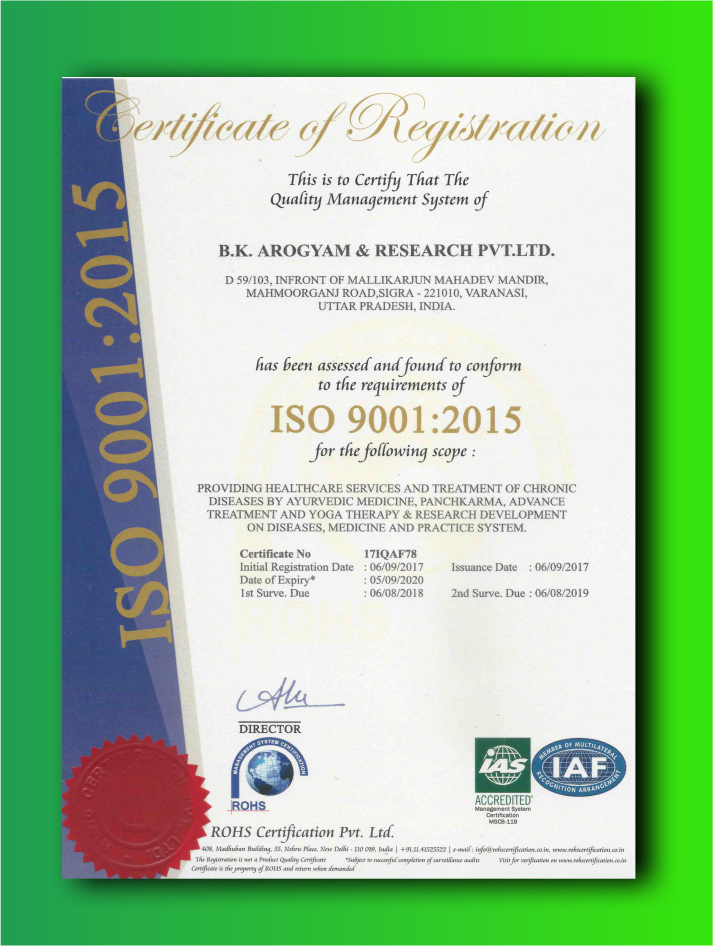 Certificate of Registration
This is to Certify That The
Quality Management System of
B.K. AROGYAM & RESEARCH PVT.LTD.
D 59/103, INFRONT OF MALLIKARJUN MAHADEV MANDIR,
MAHMOORGANJ ROAD,SIGRA - 221010, VARANASI,
UTTAR PRADESH, INDIA.
has been assessed and found to conform
to the requirements of
ISO 9001:2015
for the following scope :
PROVIDING HEALTHCARE SERVICES AND TREATMENT OF CHRONIC
DISEASES BY AYURVEDIC MEDICINE, PANCHKARMA, ADVANCE
TREATMENT AND YOGA THERAPY & RESEARCH DEVELOPMENT
ON DISEASES, MEDICINE AND PRACTICE SYSTEM.
Certificate No 17IQAF78
Initial Registration Date : 06/09/2017 Issuance Date : 06/09/2017
Date of Expiry* : 05/09/2020
1st Surve. Due : 06/08/2018 2nd Surve. Due : 06/08/2019
ISO 9001:2015
ROHS
DIRECTOR
MANAGEMENT SYSTEM CERTIFICATION
ROHS
IAS
ACCREDITED
Management System
Certification
MSCB-119
MEMBER OF MULTILATERAL
IAF
RECOGNITION ARRANGEMENT
ROHS Certification Pvt. Ltd.
408, Madhuban Building, 55, Nehru Place, New Delhi - 110 019, India | +91.11.41525522 | e-mail : info@rohscertification.co.in, www.rohscertification.co.in
The Registration is not a Product Quality Certificate *Subject to successful completion of surveillance audits Visit for verification on www.rohscertification.co.in
Certificate is the property of ROHS and return when demanded